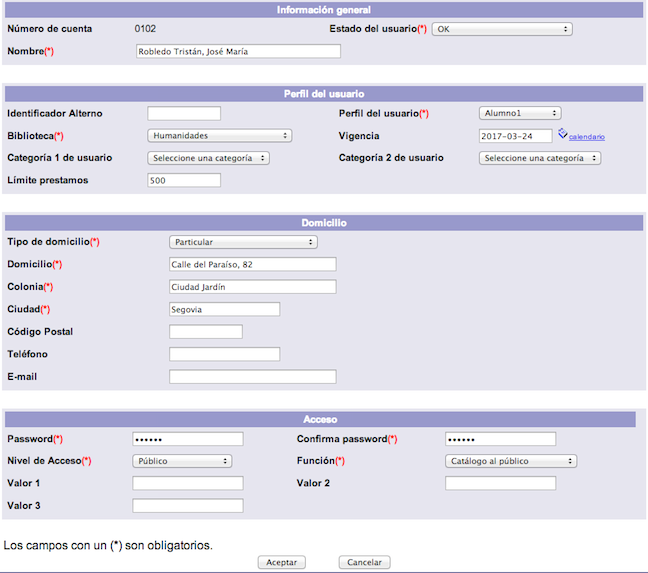 Información general
Número de cuenta 0102 Estado del usuario(*) OK
Nombre(*) Robledo Tristán, José María
Perfil del usuario
Identificador Alterno Perfil del usuario(*) Alumno1
Biblioteca(*) Humanidades Vigencia 2017-03-24 calendario
Categoría 1 de usuario Seleccione una categoría Categoría 2 de usuario Seleccione una categoría
Límite prestamos 500
Domicilio
Tipo de domicilio(*) Particular
Domicilio(*) Calle del Paraíso, 82
Colonia(*) Ciudad Jardín
Ciudad(*) Segovia
Código Postal
Teléfono
E-mail
Acceso
Password(*) •••••• Confirma password(*) ••••••
Nivel de Acceso(*) Público Función(*) Catálogo al público
Valor 1 Valor 2
Valor 3
Los campos con un (*) son obligatorios.
Aceptar Cancelar